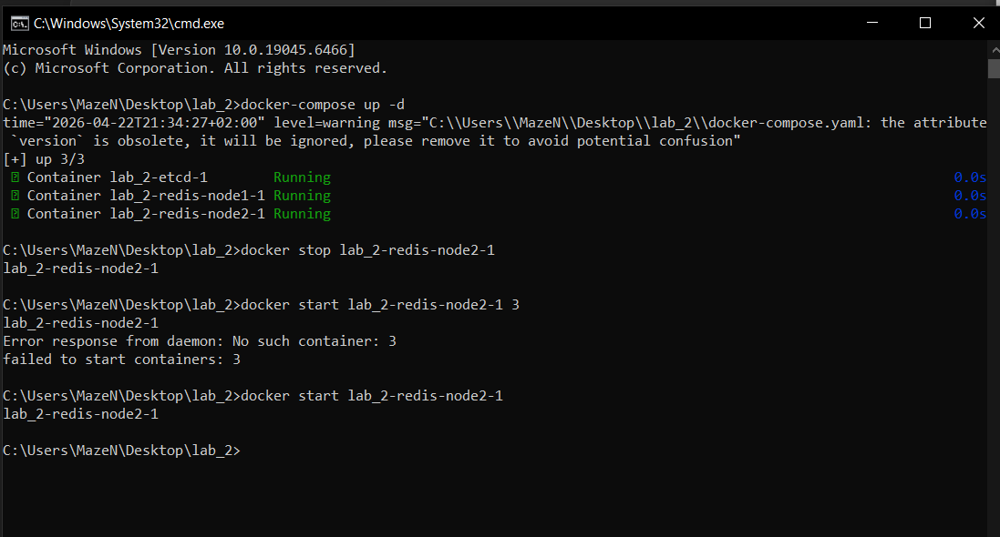 C:\Windows\System32\cmd.exe
Microsoft Windows [Version 10.0.19045.6466]
(c) Microsoft Corporation. All rights reserved.
C:\Users\MazeN\Desktop\lab_2>docker-compose up -d
time="2026-04-22T21:34:27+02:00" level=warning msg="C:\\Users\\MazeN\\Desktop\\lab_2\\docker-compose.yaml: the attribute
`version` is obsolete, it will be ignored, please remove it to avoid potential confusion"
[+] up 3/3
Container lab_2-etcd-1 Running 0.0s
Container lab_2-redis-node1-1 Running 0.0s
Container lab_2-redis-node2-1 Running 0.0s
C:\Users\MazeN\Desktop\lab_2>docker stop lab_2-redis-node2-1
lab_2-redis-node2-1
C:\Users\MazeN\Desktop\lab_2>docker start lab_2-redis-node2-1 3
lab_2-redis-node2-1
Error response from daemon: No such container: 3
failed to start containers: 3
C:\Users\MazeN\Desktop\lab_2>docker start lab_2-redis-node2-1
lab_2-redis-node2-1
C:\Users\MazeN\Desktop\lab_2>